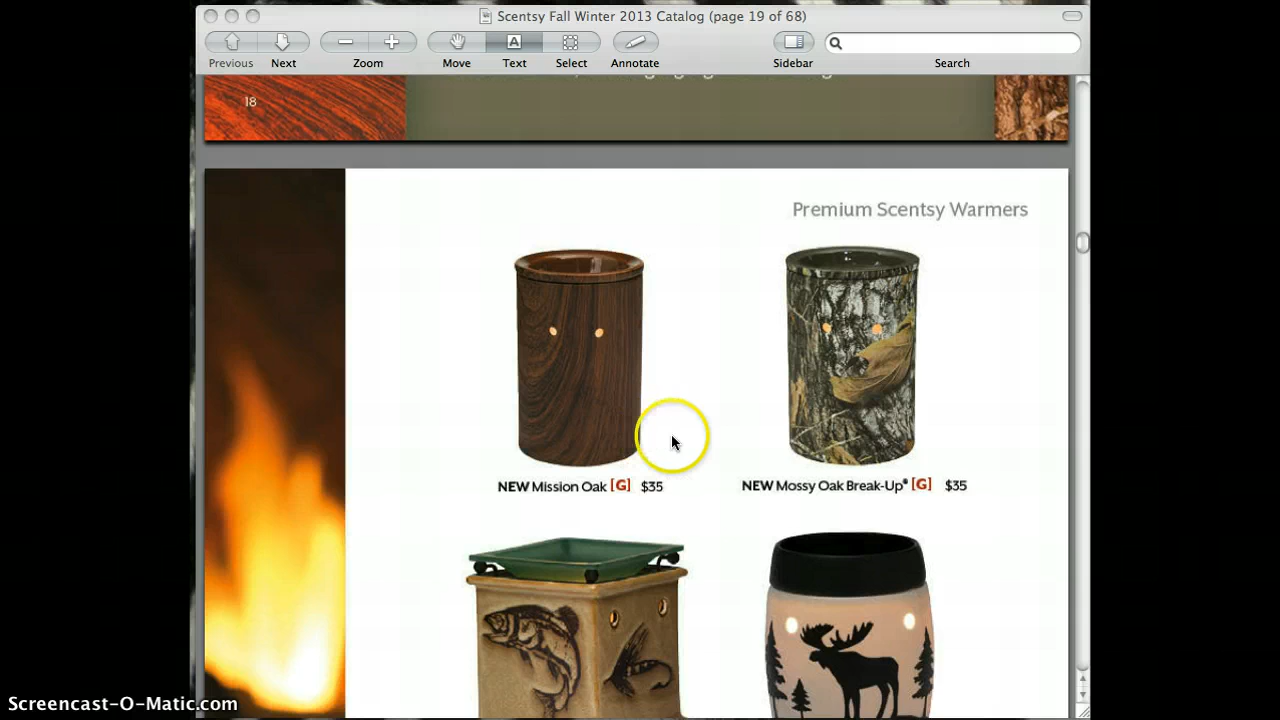 Scentsy Fall Winter 2013 Catalog (page 19 of 68)
Previous Next Zoom Move Text Select Annotate Sidebar Search
18
Premium Scentsy Warmers
NEW Mission Oak [G] $35
NEW Mossy Oak Break-Up® [G] $35
Screencast-O-Matic.com